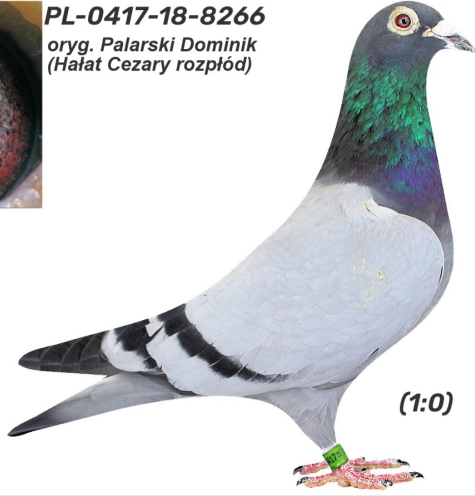 PL-0417-18-8266
oryg. Palarski Dominik
(Hałat Cezary rozpłód)
(1:0)